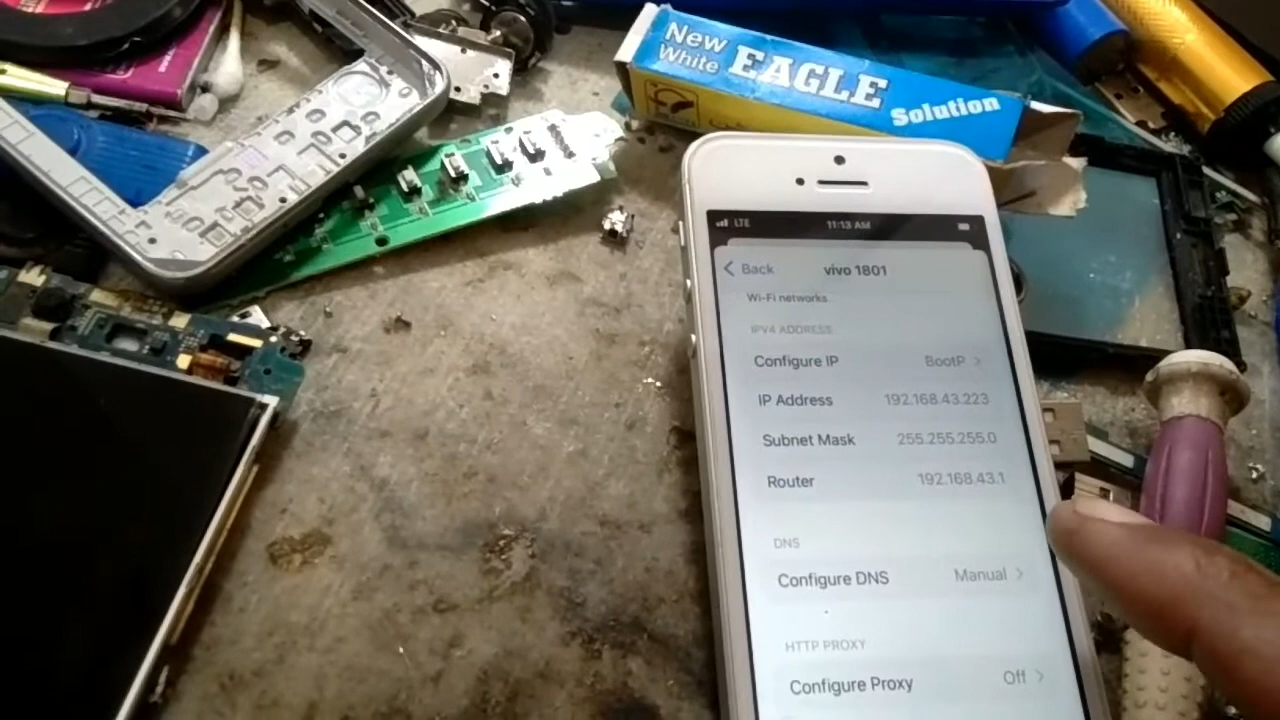 New
White EAGLE
Solution
LTE 11:13 AM
Back vivo 1801
Wi-Fi networks.
IPV4 ADDRESS
Configure IP BootP
IP Address 192.168.43.223
Subnet Mask 255.255.255.0
Router 192.168.43.1
DNS
Configure DNS Manual
HTTP PROXY
Configure Proxy Off